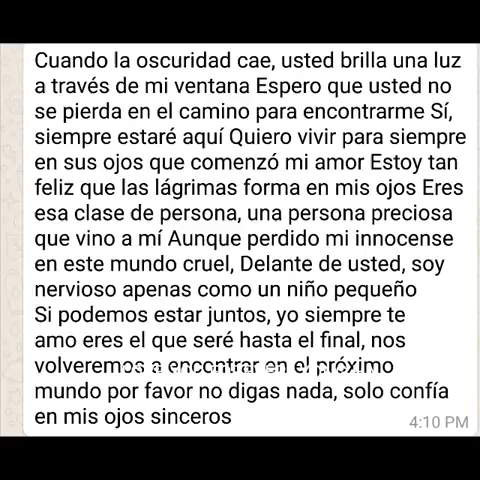 Cuando la oscuridad cae, usted brilla una luz
a través de mi ventana Espero que usted no
se pierda en el camino para encontrarme Sí,
siempre estaré aquí Quiero vivir para siempre
en sus ojos que comenzó mi amor Estoy tan
feliz que las lágrimas forma en mis ojos Eres
esa clase de persona, una persona preciosa
que vino a mí Aunque perdido mi innocense
en este mundo cruel, Delante de usted, soy
nervioso apenas como un niño pequeño
Si podemos estar juntos, yo siempre te
amo eres el que seré hasta el final, nos
volveremos a encontrar en el próximo
mundo por favor no digas nada, solo confía
en mis ojos sinceros
4:10 PM